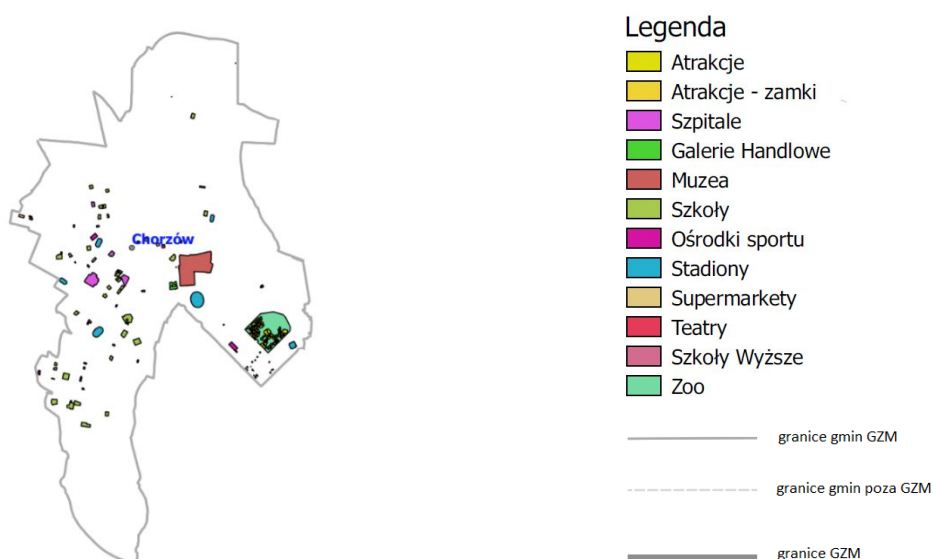 Legenda
Atrakcje
Atrakcje - zamki
Szpitale
Galerie Handlowe
Muzea
Szkoły
Ośrodki sportu
Stadiony
Supermarkety
Teatry
Szkoły Wyższe
Zoo
granice gmin GZM
granice gmin poza GZM
granice GZM
Chorzów